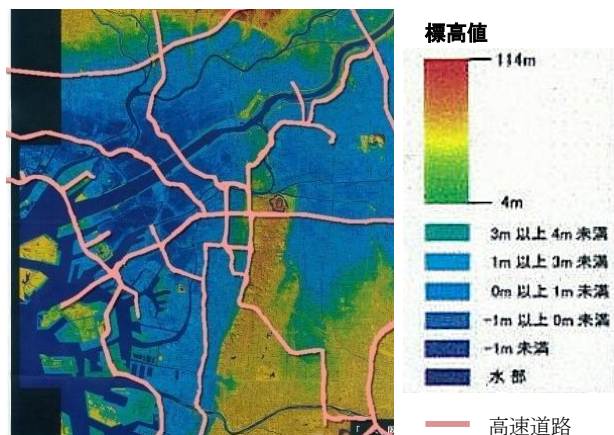 標高値
114m
4m
3m 以上 4m 未満
1m 以上 3m 未満
0m 以上 1m 未満
-1m 以上 0m 未満
-1m 未満
水部
高速道路